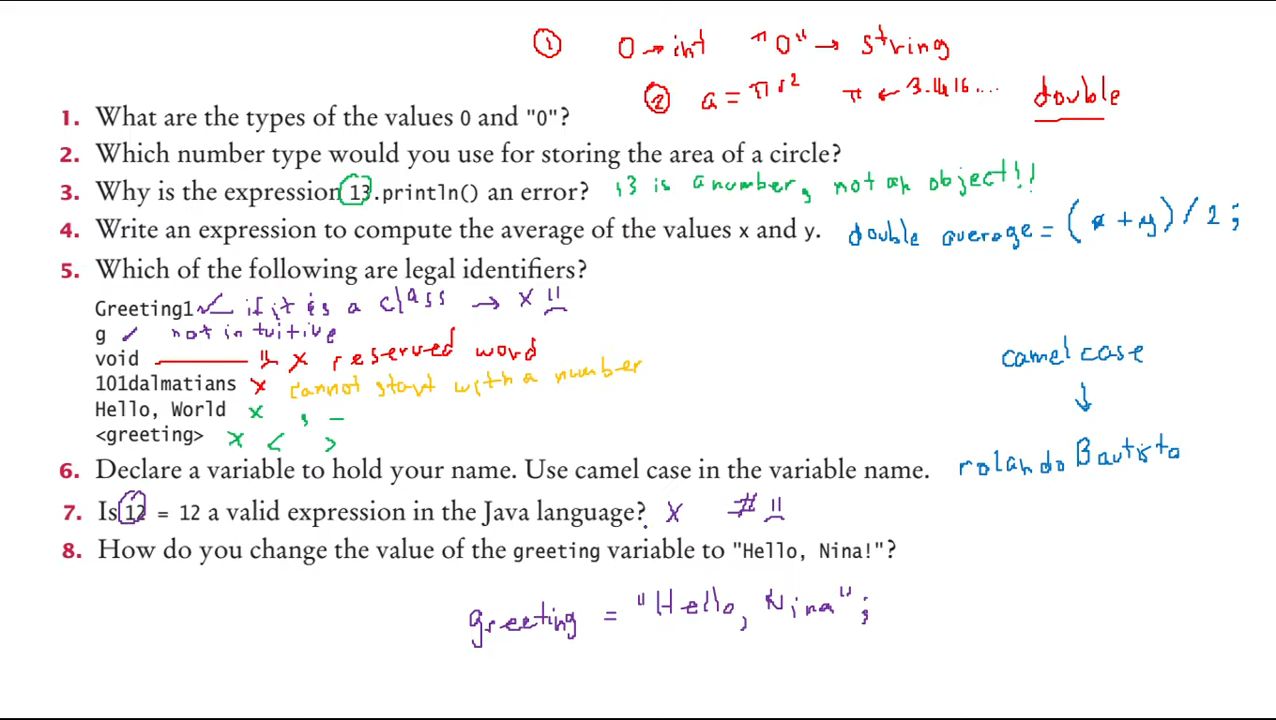 ① 0 → int "0" → string
② a = πr² π ← 3.1416... double
1. What are the types of the values 0 and "0"?
2. Which number type would you use for storing the area of a circle?
3. Why is the expression 13.println() an error? 13 is a number, not an object!!
4. Write an expression to compute the average of the values x and y. double average = (x + y) / 2 ;
5. Which of the following are legal identifiers?
Greeting1 ✓ if it is a class → x
g ✓ not intuitive
void x reserved word
101dalmatians x cannot start with a number
Hello, World x , _
<greeting> x < >
camel case
↓
6. Declare a variable to hold your name. Use camel case in the variable name. rolando Bautista
7. Is 12 = 12 a valid expression in the Java language? x #
8. How do you change the value of the greeting variable to "Hello, Nina!"?
greeting = "Hello, Nina" ;